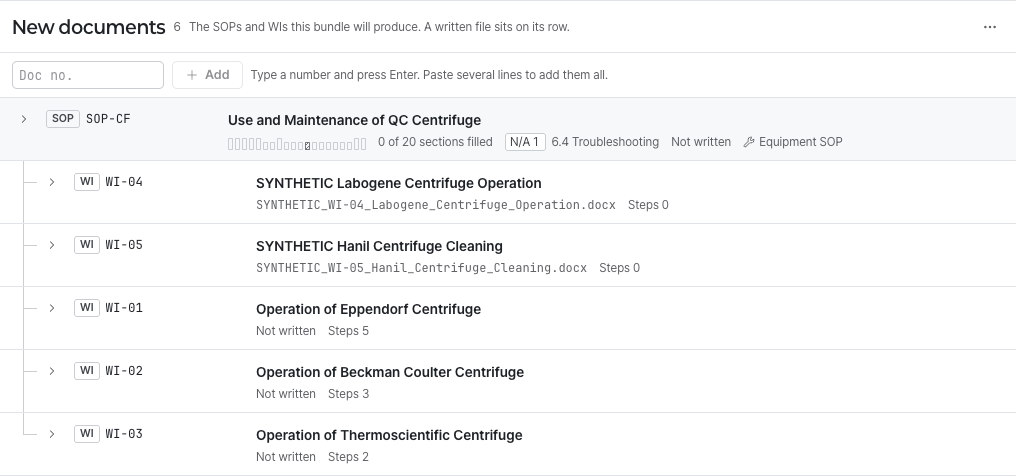 New documents 6 The SOPs and WIs this bundle will produce. A written file sits on its row.
Doc no. + Add Type a number and press Enter. Paste several lines to add them all.
SOP SOP-CF Use and Maintenance of QC Centrifuge
0 of 20 sections filled N/A 1 6.4 Troubleshooting Not written Equipment SOP
WI WI-04 SYNTHETIC Labogene Centrifuge Operation
SYNTHETIC_WI-04_Labogene_Centrifuge_Operation.docx Steps 0
WI WI-05 SYNTHETIC Hanil Centrifuge Cleaning
SYNTHETIC_WI-05_Hanil_Centrifuge_Cleaning.docx Steps 0
WI WI-01 Operation of Eppendorf Centrifuge
Not written Steps 5
WI WI-02 Operation of Beckman Coulter Centrifuge
Not written Steps 3
WI WI-03 Operation of Thermoscientific Centrifuge
Not written Steps 2